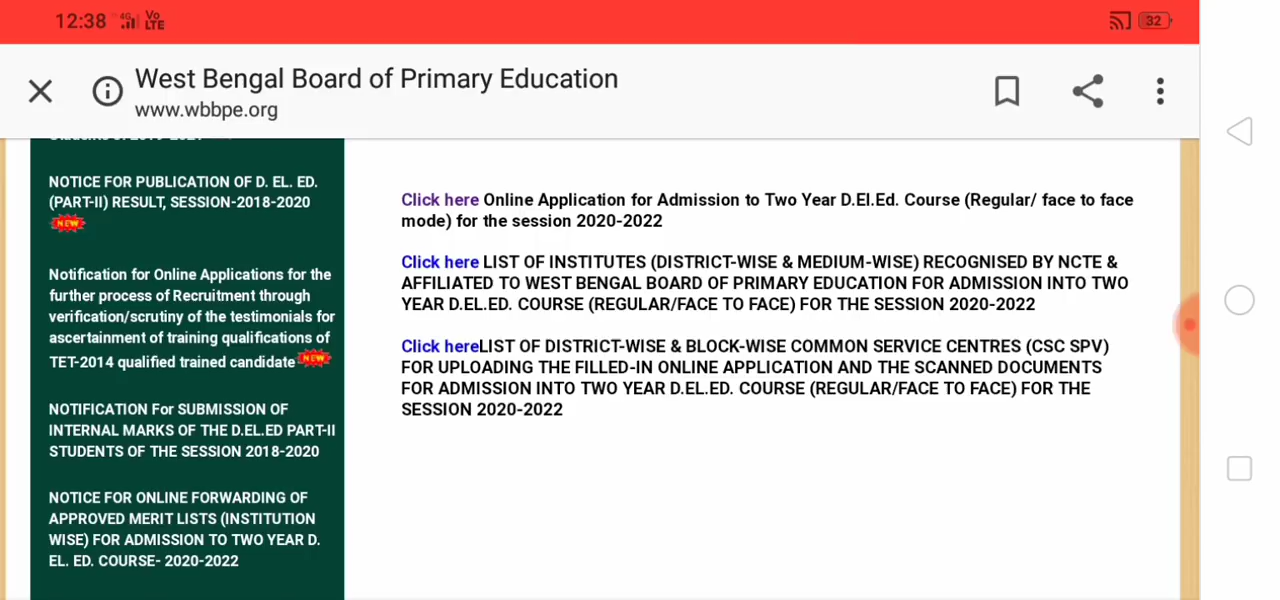 12:38 4G Vo LTE 32
West Bengal Board of Primary Education
www.wbbpe.org
NOTICE FOR PUBLICATION OF D. EL. ED.
(PART-II) RESULT, SESSION-2018-2020
NEW
Notification for Online Applications for the
further process of Recruitment through
verification/scrutiny of the testimonials for
ascertainment of training qualifications of
TET-2014 qualified trained candidate NEW
NOTIFICATION For SUBMISSION OF
INTERNAL MARKS OF THE D.EL.ED PART-II
STUDENTS OF THE SESSION 2018-2020
NOTICE FOR ONLINE FORWARDING OF
APPROVED MERIT LISTS (INSTITUTION
WISE) FOR ADMISSION TO TWO YEAR D.
EL. ED. COURSE- 2020-2022
Click here Online Application for Admission to Two Year D.El.Ed. Course (Regular/ face to face
mode) for the session 2020-2022
Click here LIST OF INSTITUTES (DISTRICT-WISE & MEDIUM-WISE) RECOGNISED BY NCTE &
AFFILIATED TO WEST BENGAL BOARD OF PRIMARY EDUCATION FOR ADMISSION INTO TWO
YEAR D.EL.ED. COURSE (REGULAR/FACE TO FACE) FOR THE SESSION 2020-2022
Click hereLIST OF DISTRICT-WISE & BLOCK-WISE COMMON SERVICE CENTRES (CSC SPV)
FOR UPLOADING THE FILLED-IN ONLINE APPLICATION AND THE SCANNED DOCUMENTS
FOR ADMISSION INTO TWO YEAR D.EL.ED. COURSE (REGULAR/FACE TO FACE) FOR THE
SESSION 2020-2022